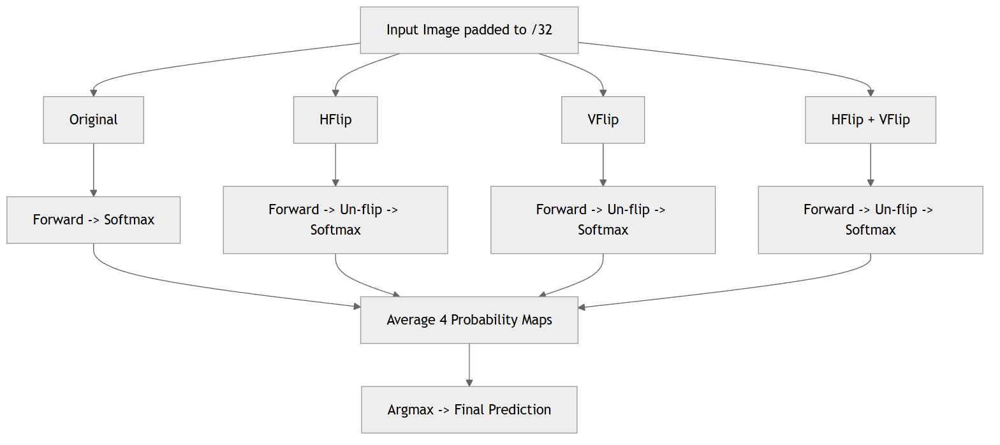 Input Image padded to /32
Original
HFlip
VFlip
HFlip + VFlip
Forward -> Softmax
Forward -> Un-flip ->
Softmax
Forward -> Un-flip ->
Softmax
Forward -> Un-flip ->
Softmax
Average 4 Probability Maps
Argmax -> Final Prediction